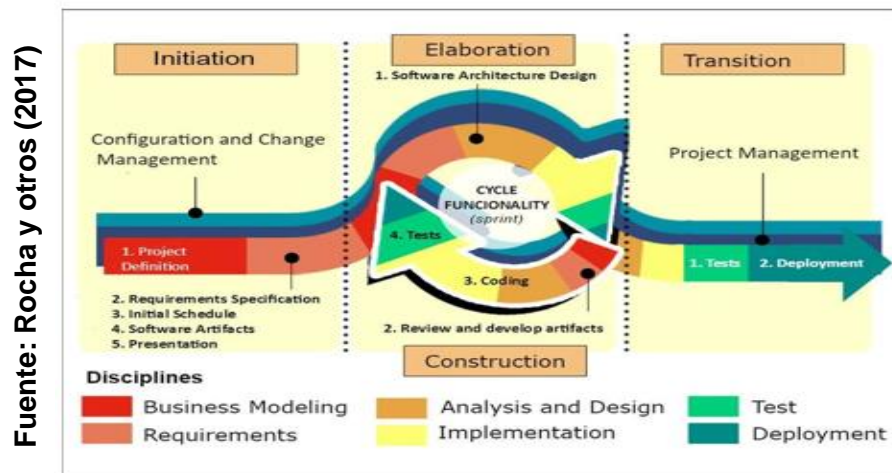 Fuente: Rocha y otros (2017)
Initiation
Elaboration
Transition
1. Software Architecture Design
Configuration and Change
Management
Project Management
CYCLE
FUNCIONALITY
(sprint)
4. Tests
1. Project
Definition
3. Coding
1. Tests
2. Deployment
2. Requirements Specification
3. Initial Schedule
4. Software Artifacts
5. Presentation
2. Review and develop artifacts
Construction
Disciplines
Business Modeling
Analysis and Design
Test
Requirements
Implementation
Deployment